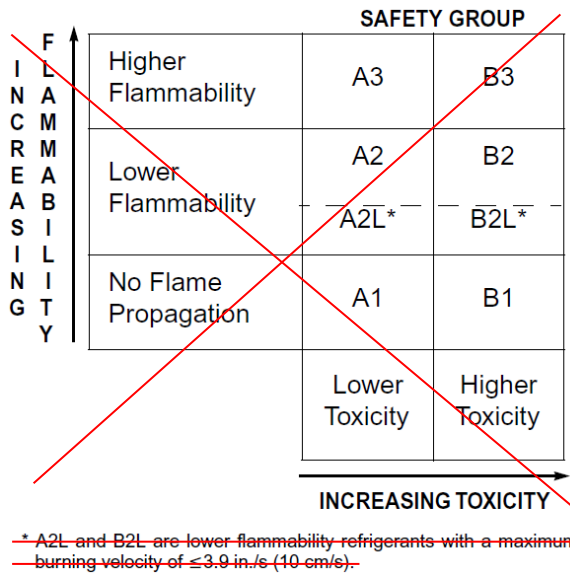 SAFETY GROUP
INCREASING
FLAMMABILITY
Higher
Flammability
A3
B3
Lower
Flammability
A2
B2
A2L*
B2L*
No Flame
Propagation
A1
B1
Lower
Toxicity
Higher
Toxicity
INCREASING TOXICITY
* A2L and B2L are lower flammability refrigerants with a maximum
burning velocity of ≤3.9 in./s (10 cm/s).